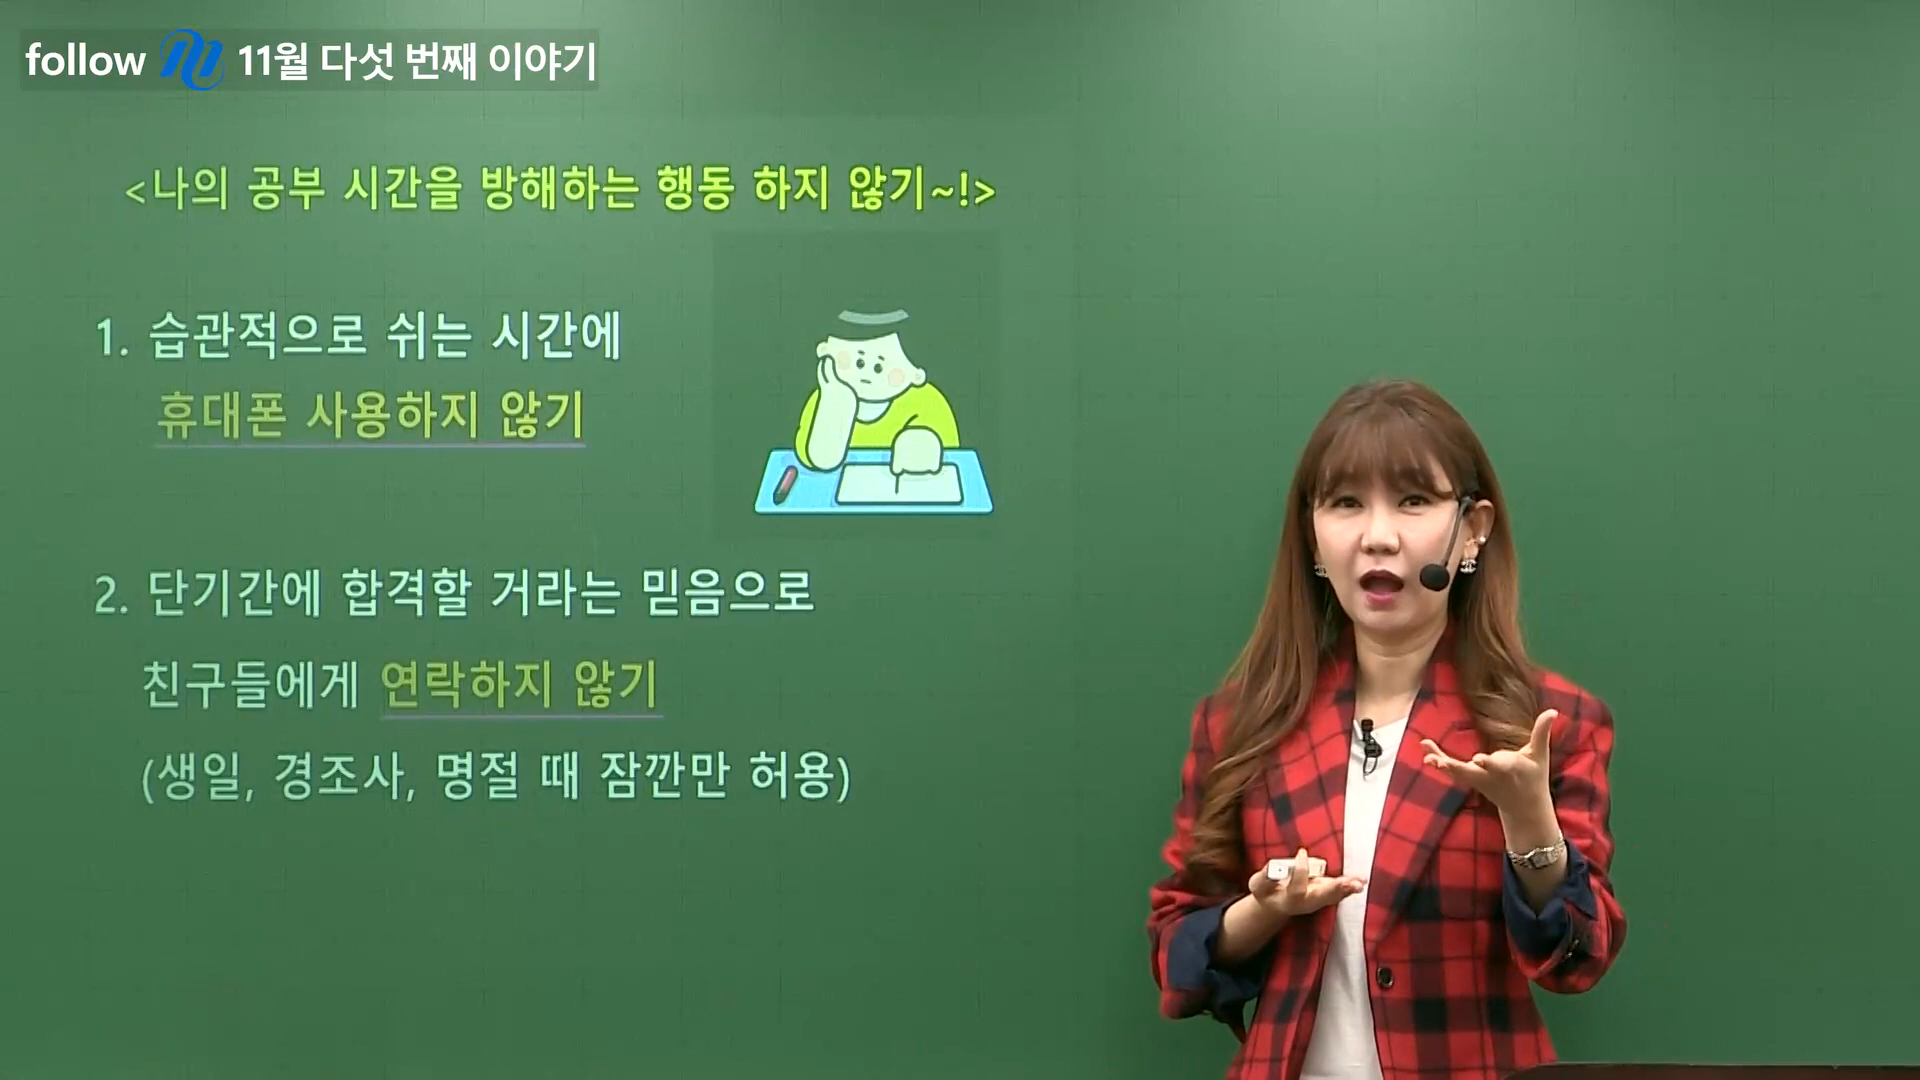 follow 11월 다섯 번째 이야기
<나의 공부 시간을 방해하는 행동 하지 않기~!>
1. 습관적으로 쉬는 시간에
휴대폰 사용하지 않기
2. 단기간에 합격할 거라는 믿음으로
친구들에게 연락하지 않기
(생일, 경조사, 명절 때 잠깐만 허용)